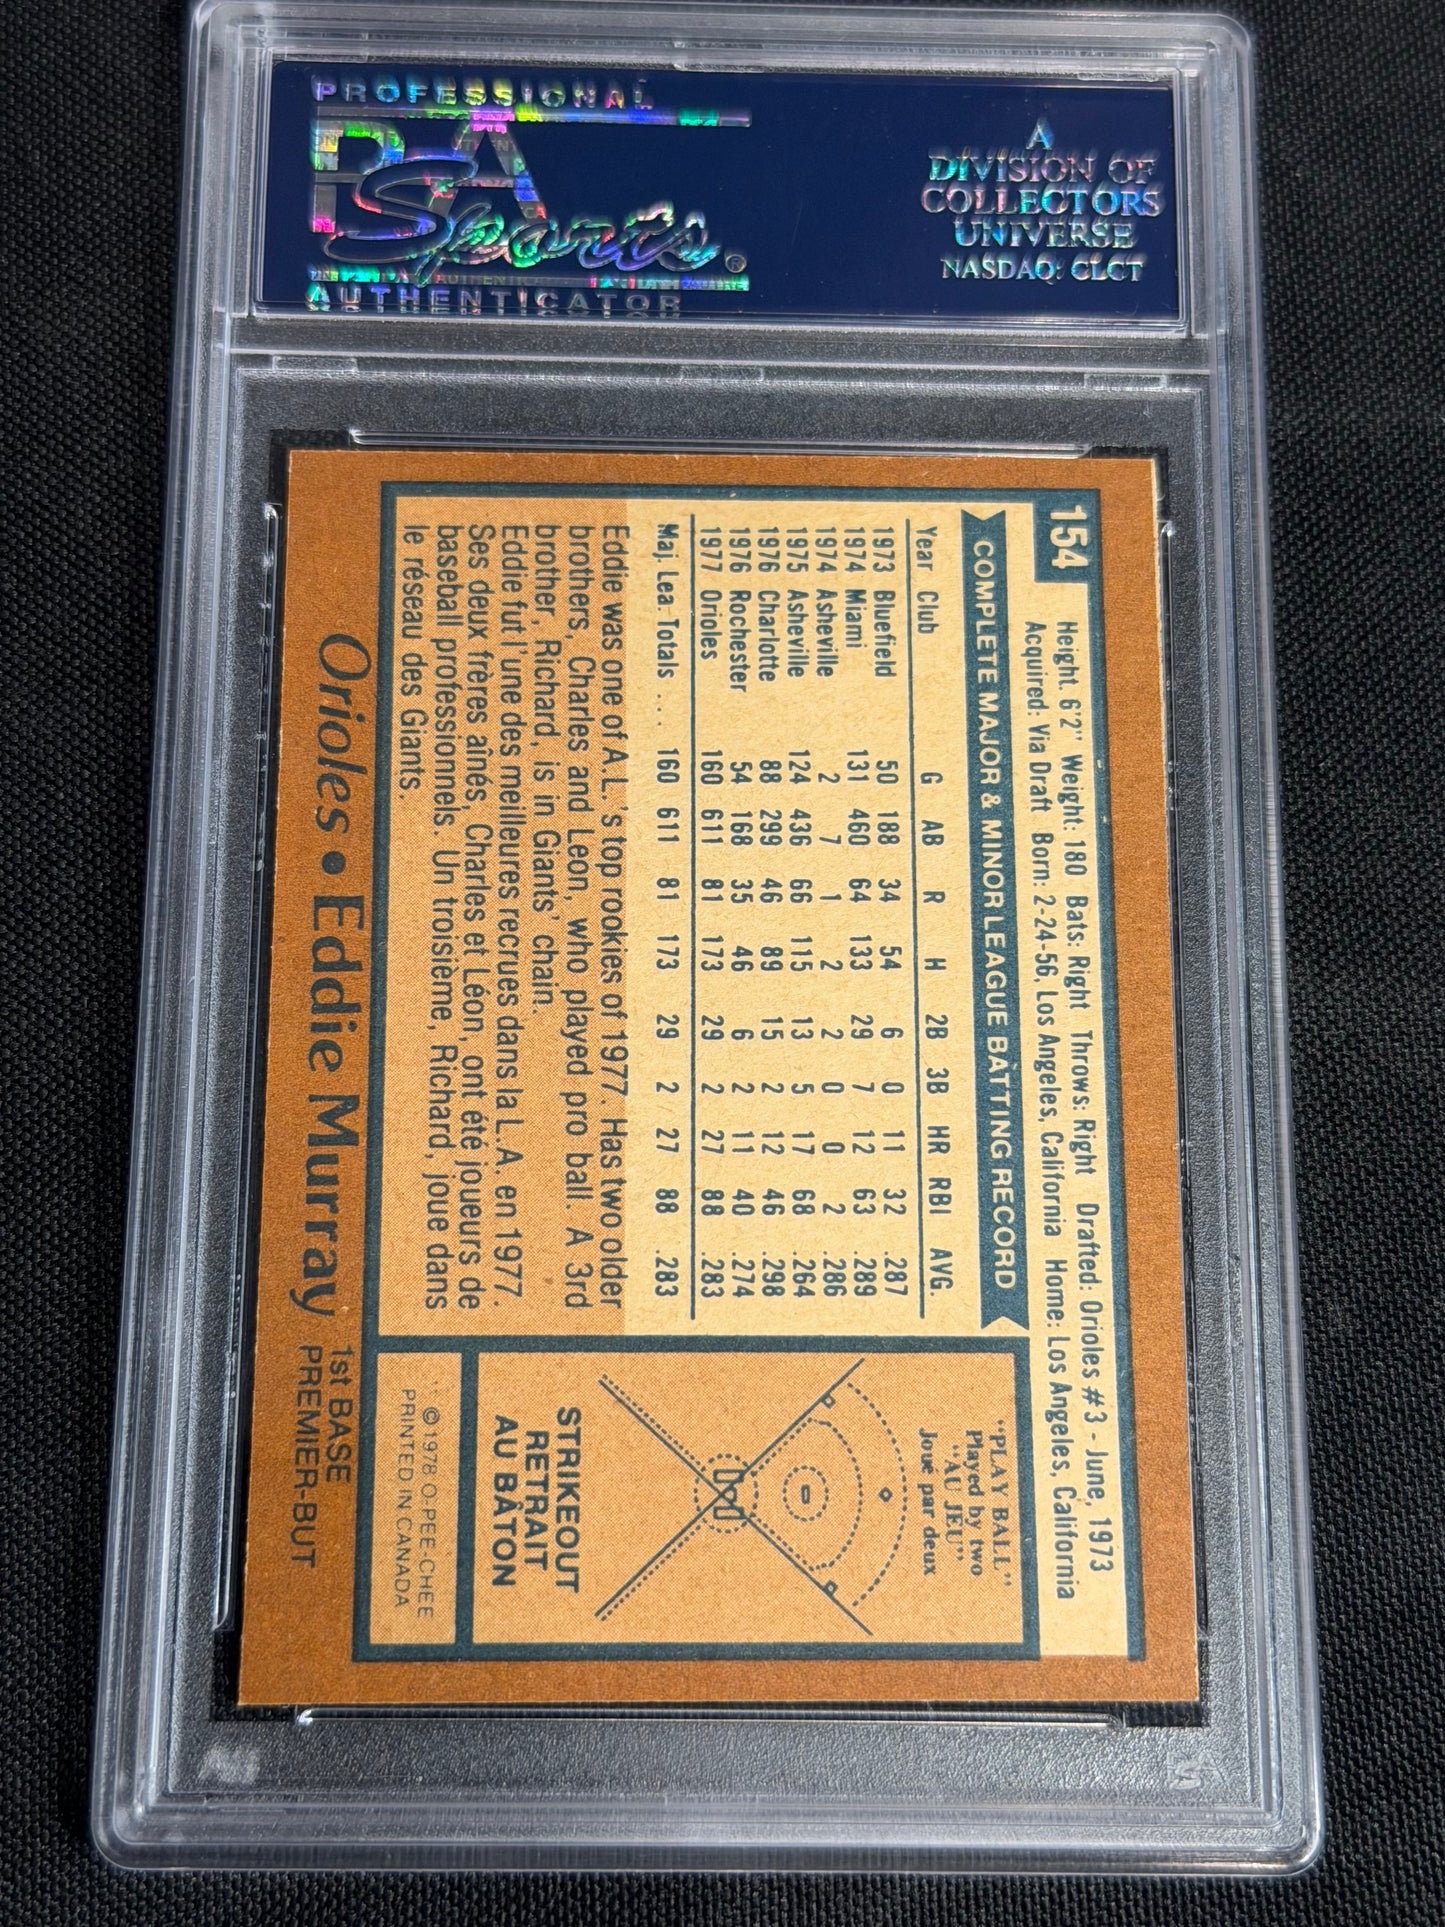 PROFESSIONAL
PSA
Sports®
AUTHENTICATOR
A
DIVISION OF
COLLECTORS
UNIVERSE
NASDAQ: CLCT
154
Height. 6'2" Weight: 180 Bats: Right Throws: Right Drafted: Orioles #3 - June, 1973
Acquired: Via Draft Born: 2-24-56, Los Angeles, California Home: Los Angeles, California
COMPLETE MAJOR & MINOR LEAGUE BATTING RECORD
Year Club G AB R H 2B 3B HR RBI AVG.
1973 Bluefield 50 188 34 54 6 0 11 32 .287
1974 Miami 131 460 64 133 29 7 12 63 .289
1974 Asheville 2 7 1 2 2 0 0 2 .286
1975 Asheville 124 436 66 115 13 5 17 68 .264
1976 Charlotte 88 299 46 89 15 2 12 46 .298
1976 Rochester 54 168 35 46 6 2 11 40 .274
1977 Orioles 160 611 81 173 29 2 27 88 .283
Maj. Lea. Totals .... 160 611 81 173 29 2 27 88 .283
Eddie was one of A.L.'s top rookies of 1977. Has two older
brothers, Charles and Leon, who played pro ball. A 3rd
brother, Richard, is in Giants' chain.
Eddie fut l'une des meilleures recrues dans la L.A. en 1977.
Ses deux frères aînés, Charles et Léon, ont été joueurs de
baseball professionnels. Un troisième, Richard, joue dans
le réseau des Giants.
"PLAY BALL"
Played by two
"AU JEU"
Joué par deux
STRIKEOUT
RETRAIT
AU BÂTON
©1978 O-PEE-CHEE
PRINTED IN CANADA
Orioles • Eddie Murray 1st BASE
PREMIER-BUT